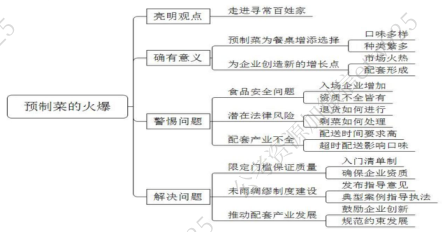 预制菜的火爆
亮明观点
走进寻常百姓家
确有意义
预制菜为餐桌增添选择
口味多样
种类繁多
为企业创造新的增长点
市场火热
配套形成
警惕问题
食品安全问题
入场企业增加
资质不全皆有
潜在法律风险
退货如何进行
剩菜如何处理
配套产业不全
配送时间要求高
超时配送影响口味
解决问题
限定门槛保证质量
入门清单制
确保企业资质
未雨绸缪制度建设
发布指导意见
典型案例指导执法
推动配套产业发展
鼓励企业创新
规范约束发展